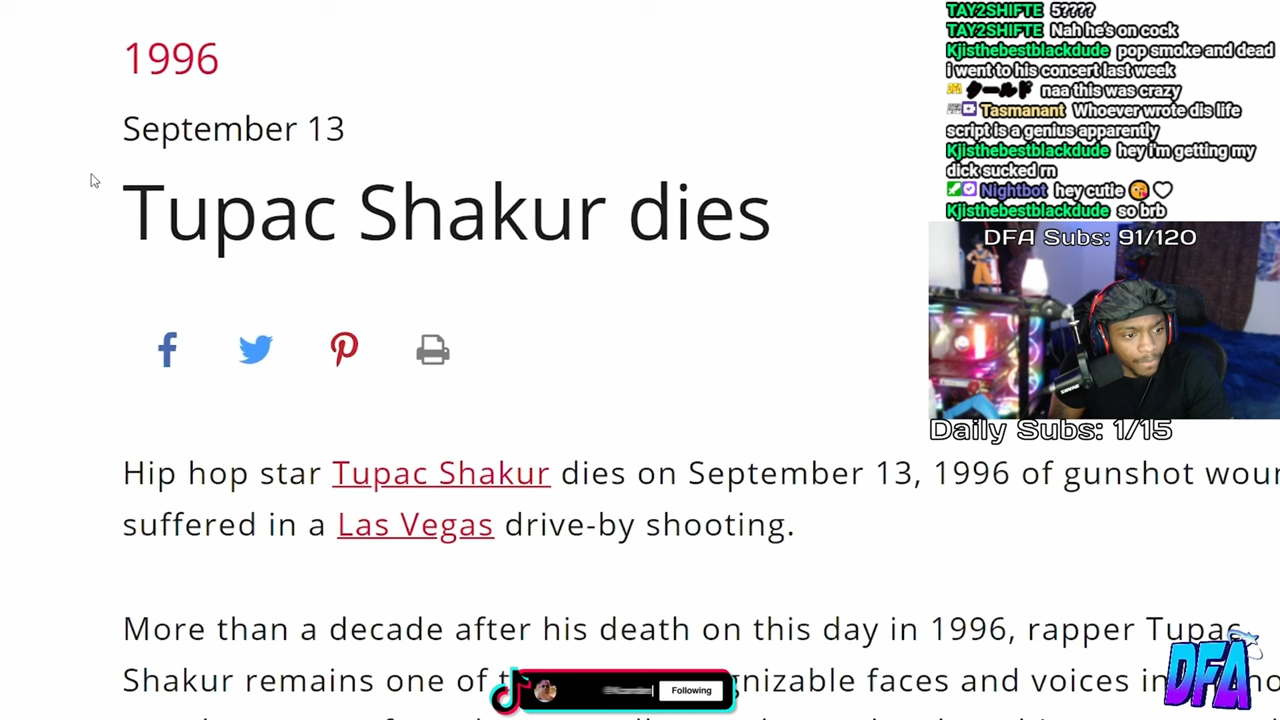 1996
September 13
Tupac Shakur dies
Hip hop star Tupac Shakur dies on September 13, 1996 of gunshot
suffered in a Las Vegas drive-by shooting.
More than a decade after his death on this day in 1996, rapper Tupac
Shakur remains one of faces and voices in
TAY2SHIFTE 5????
TAY2SHIFTE Nah he's on cock
Kjisthebestblackdude pop smoke and dead
i went to his concert last week
クールド naa this was crazy
Tasmanant Whoever wrote dis life
script is a genius apparently
Kjisthebestblackdude hey i'm getting my
dick sucked rn
Nightbot hey cutie 😘♡
Kjisthebestblackdude so brb
DFA Subs: 91/120
Daily Subs: 1/15
Following
DFA